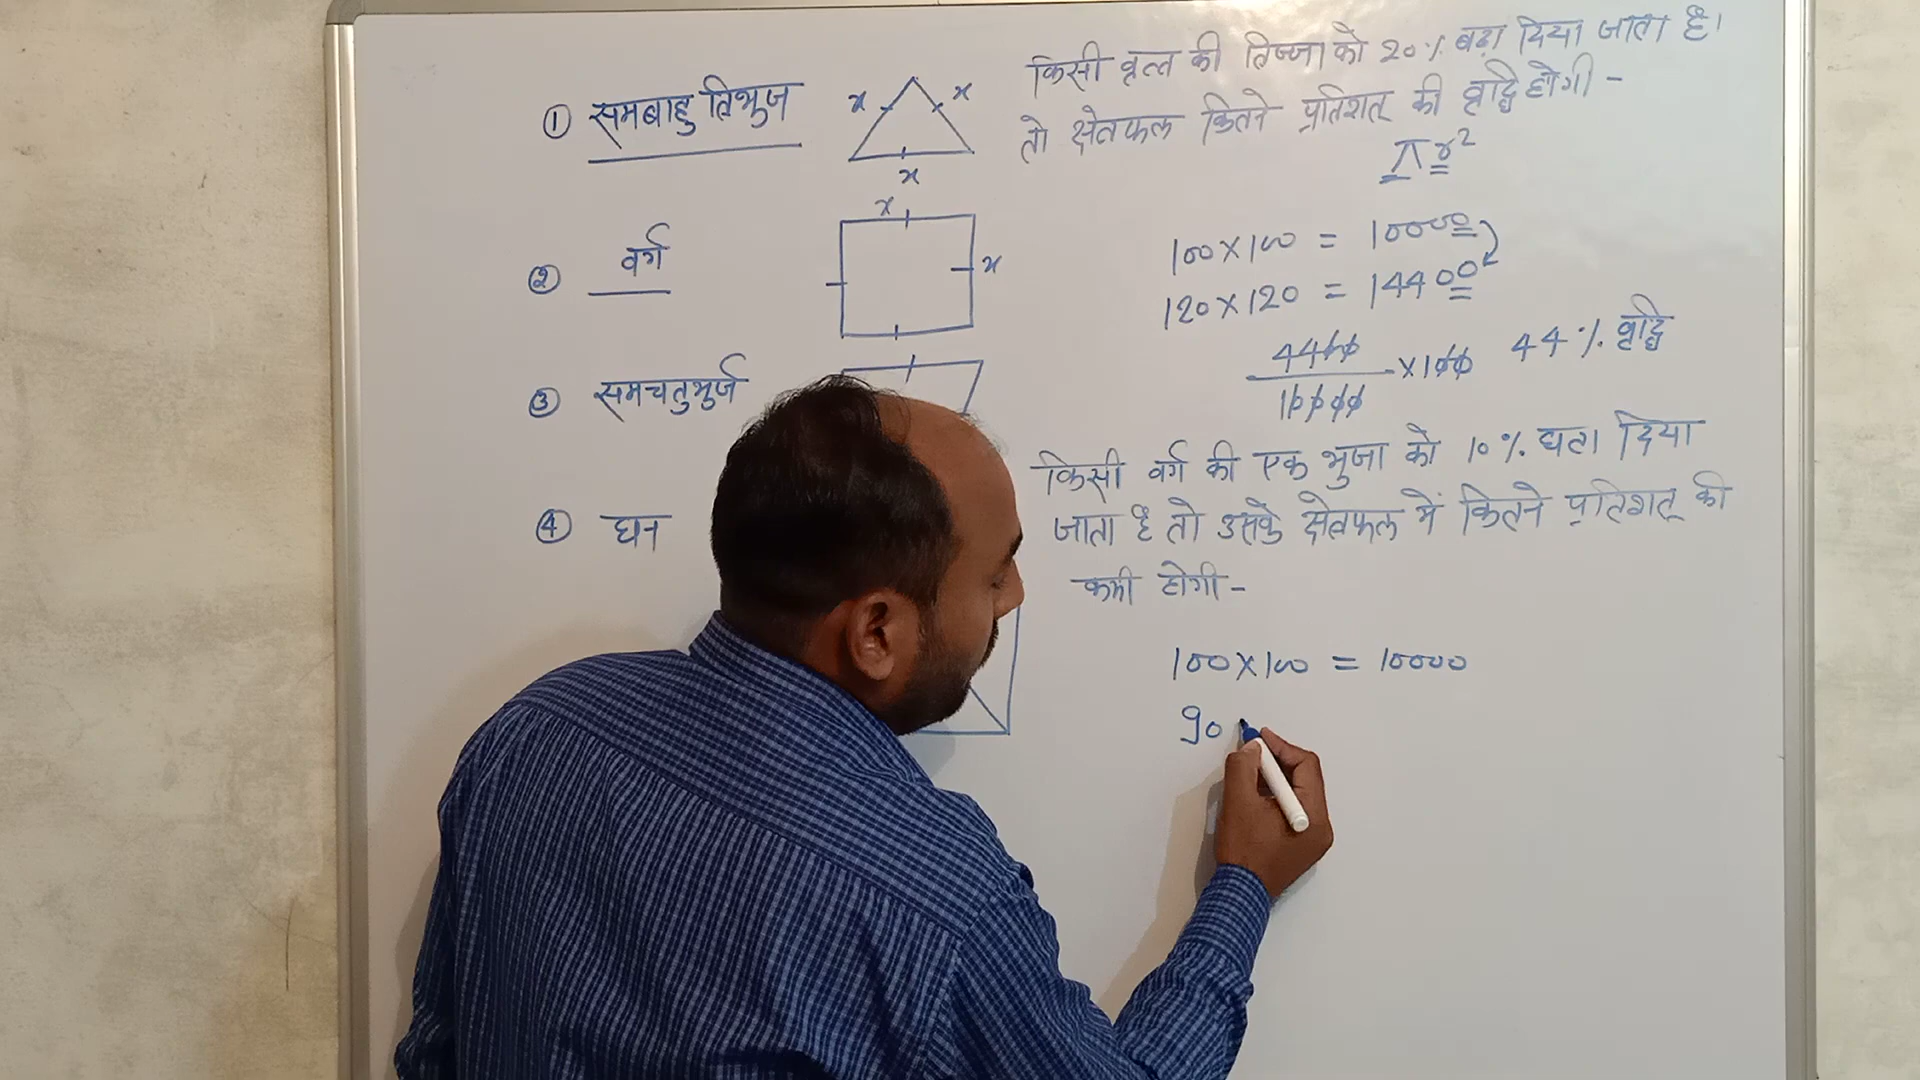 ① समबाहु त्रिभुज
x x
x
② वर्ग
x
x
③ समचतुर्भुज
④ घन
किसी वृत्त की त्रिज्जा को 20% बढ़ा दिया जाता है।
तो क्षेत्रफल कितने प्रतिशत् की वृद्धि होगी -
πr²
100×100 = 10000
120×120 = 14400
4400
10000 ×100 44% वृद्धि
किसी वर्ग की एक भुजा को 10% घटा दिया
जाता है तो उसके क्षेत्रफल में कितने प्रतिशत् की
कमी होगी -
100×100 = 10000
90